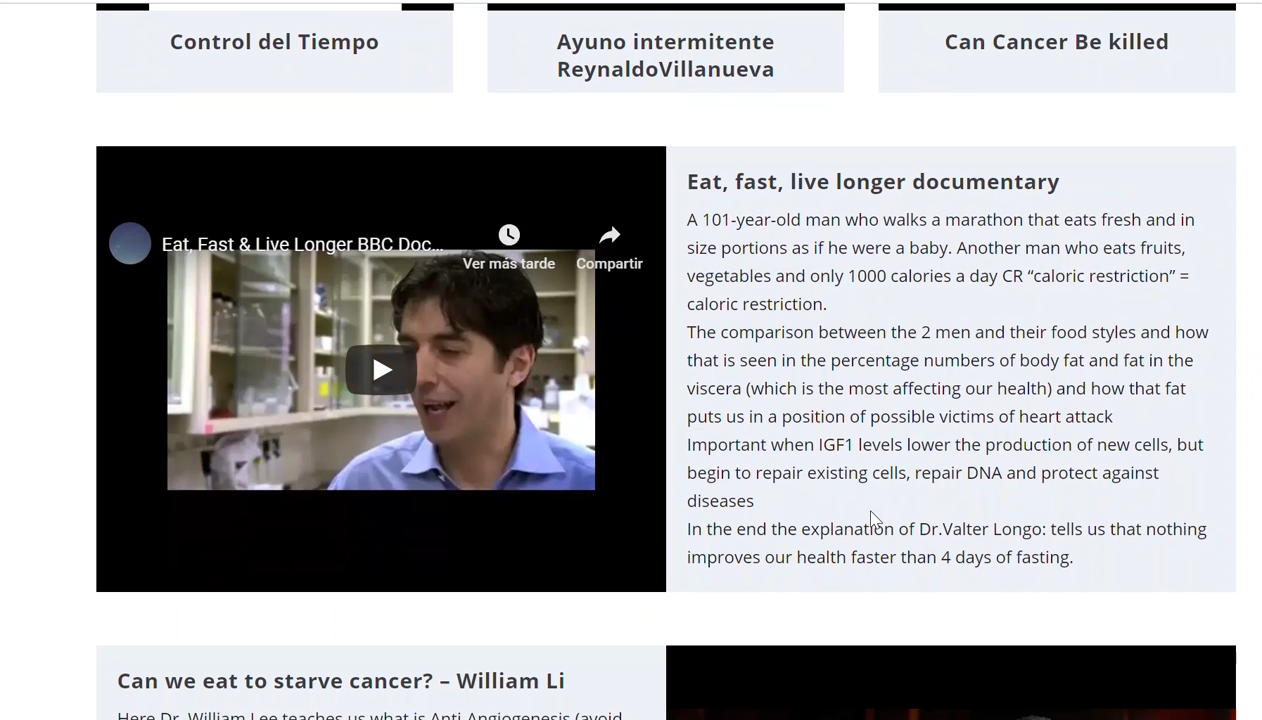 Control del Tiempo
Ayuno intermitente
ReynaldoVillanueva
Can Cancer Be killed
Eat, Fast & Live Longer BBC Doc...
Ver más tarde
Compartir
Eat, fast, live longer documentary
A 101-year-old man who walks a marathon that eats fresh and in
size portions as if he were a baby. Another man who eats fruits,
vegetables and only 1000 calories a day CR “caloric restriction” =
caloric restriction.
The comparison between the 2 men and their food styles and how
that is seen in the percentage numbers of body fat and fat in the
viscera (which is the most affecting our health) and how that fat
puts us in a position of possible victims of heart attack
Important when IGF1 levels lower the production of new cells, but
begin to repair existing cells, repair DNA and protect against
diseases
In the end the explanation of Dr.Valter Longo: tells us that nothing
improves our health faster than 4 days of fasting.
Can we eat to starve cancer? – William Li
Here Dr. William Lee teaches us what is Anti Angiogenesis (avoid